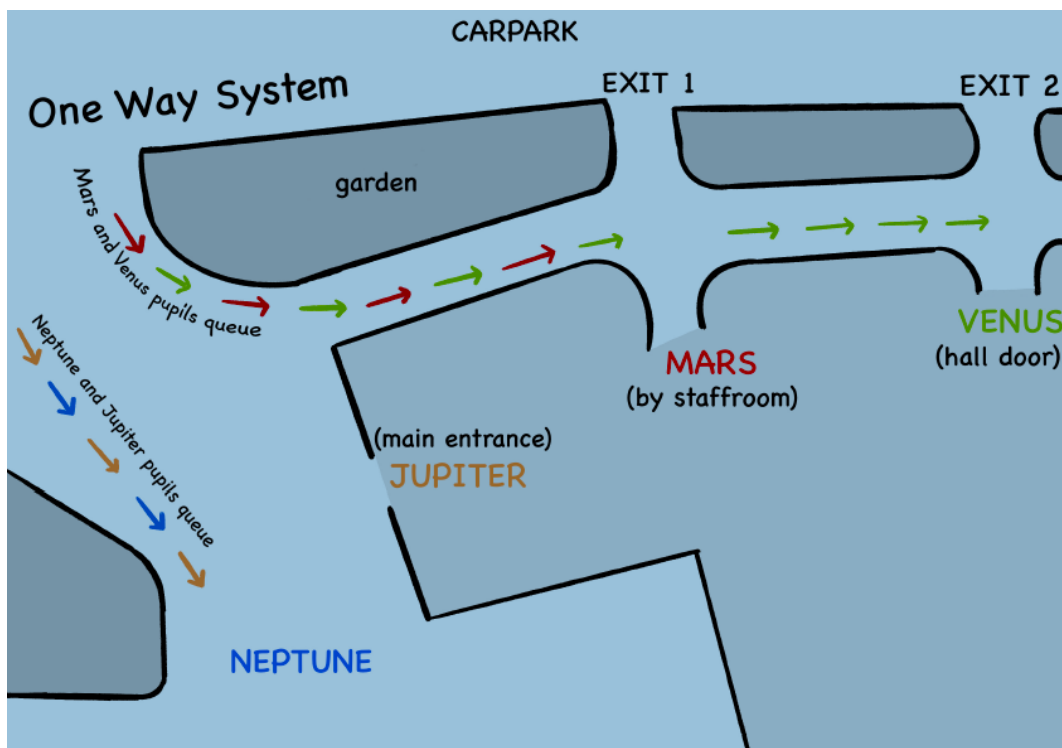 CARPARK
One Way System
EXIT 1
EXIT 2
garden
Mars and Venus pupils queue
Neptune and Jupiter pupils queue
MARS
(by staffroom)
VENUS
(hall door)
(main entrance)
JUPITER
NEPTUNE